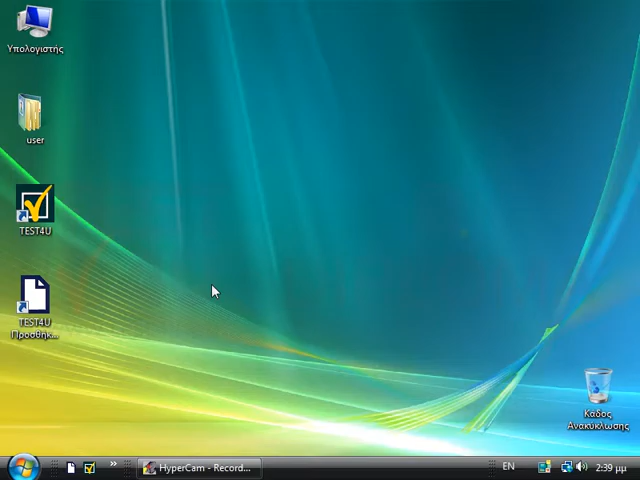 Υπολογιστής
user
TEST4U
TEST4U
Προσθήκ...
Κάδος
Ανακύκλωσης
HyperCam - Record...
EN
2:39 μμ